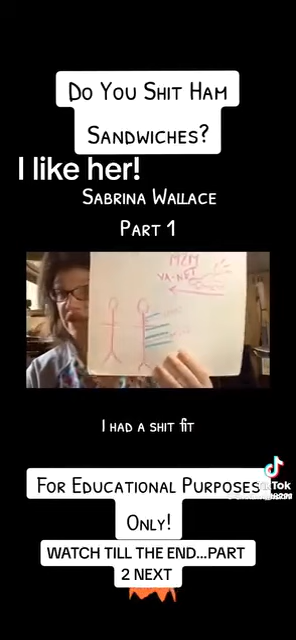 Do You Shit Ham
Sandwiches?
I like her!
Sabrina Wallace
Part 1
M2M
I had a shit fit
For Educational Purposes
Only!
TikTok
WATCH TILL THE END...PART
2 NEXT